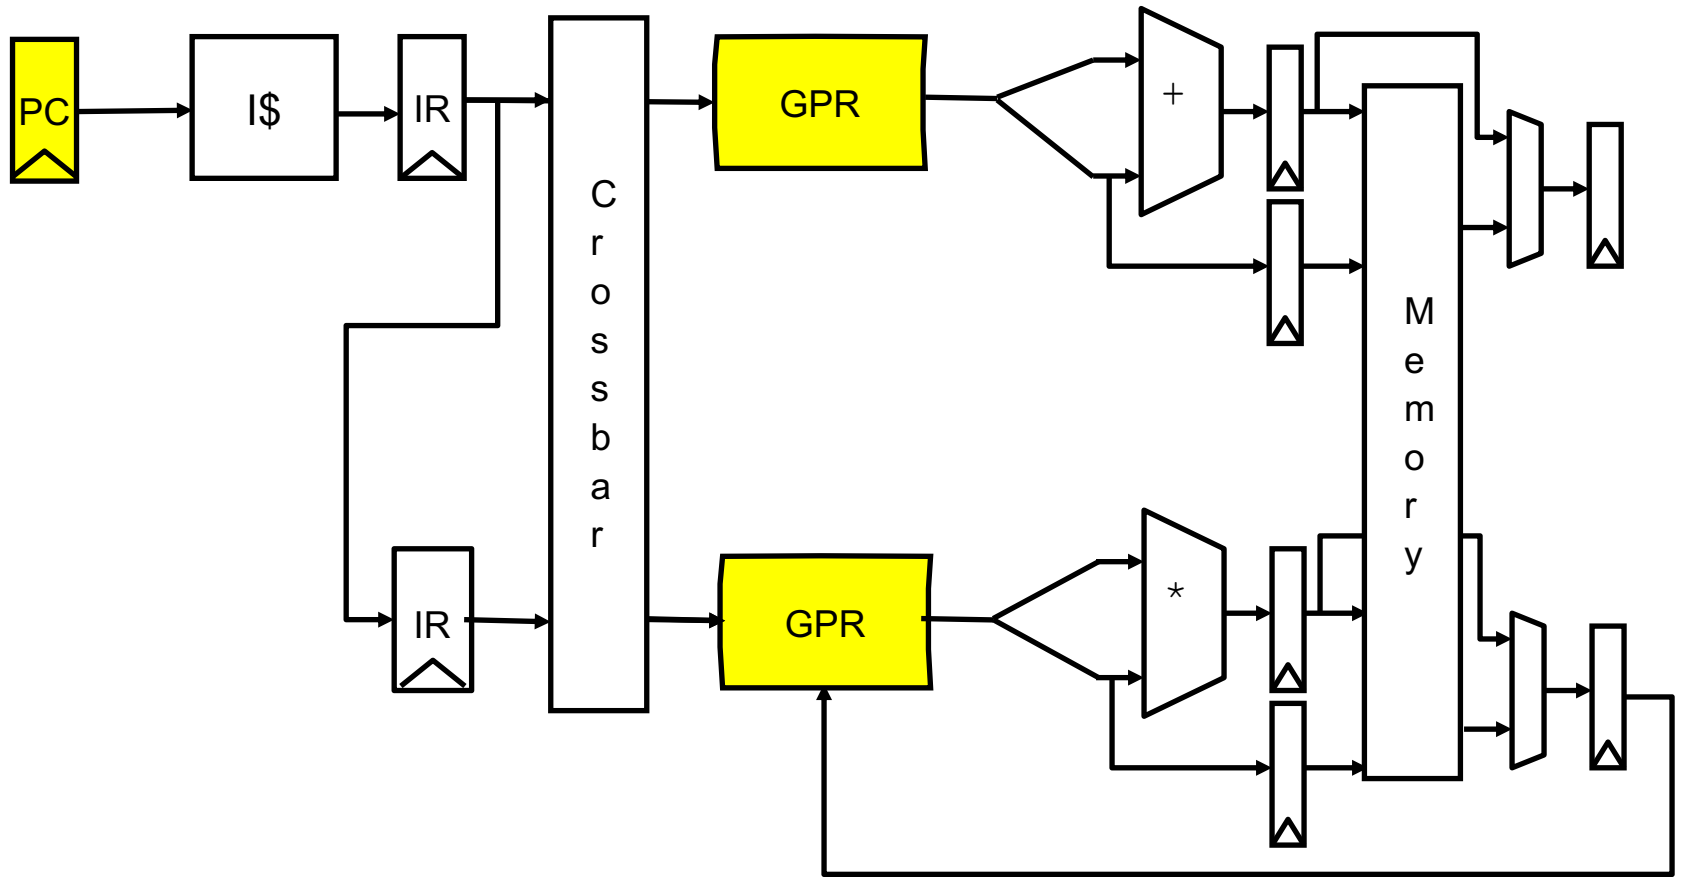 PC
I$
IR
Crossbar
GPR
+
Memory
IR
GPR
*